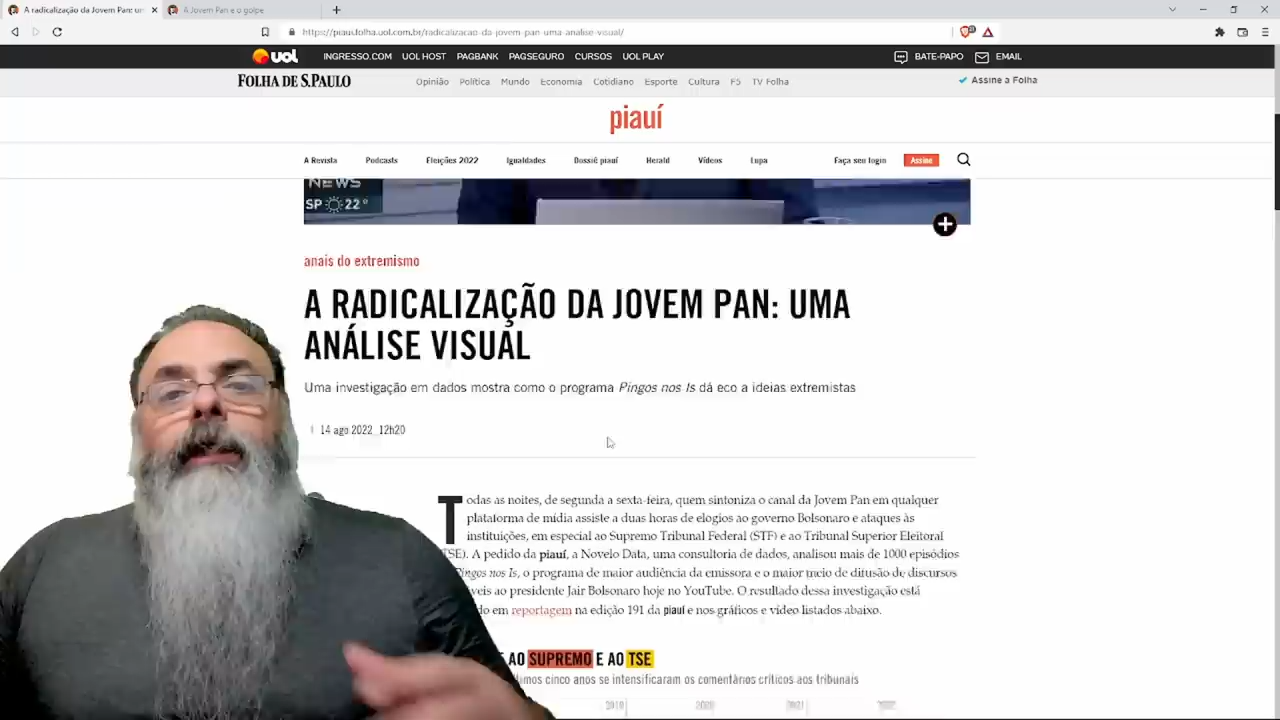 A radicalização da Jovem Pan: um
A Jovem Pan e o golpe
https://piaui.folha.uol.com.br/radicalizacao-da-jovem-pan-uma-analise-visual/
UOL
INGRESSO.COM UOL HOST PAGBANK PAGSEGURO CURSOS UOL PLAY
BATE-PAPO EMAIL
FOLHA DE S.PAULO
Opinião Política Mundo Economia Cotidiano Esporte Cultura F5 TV Folha
Assine a Folha
piauí
A Revista Podcasts Eleições 2022 Igualdades Dossiê piauí Herald Vídeos Lupa Faça seu login Assine
NEWS
SP 22°
anais do extremismo
A RADICALIZAÇÃO DA JOVEM PAN: UMA
ANÁLISE VISUAL
Uma investigação em dados mostra como o programa Pingos nos Is dá eco a ideias extremistas
14 ago 2022_12h20
Todas as noites, de segunda a sexta-feira, quem sintoniza o canal da Jovem Pan em qualquer
plataforma de mídia assiste a duas horas de elogios ao governo Bolsonaro e ataques às
instituições, em especial ao Supremo Tribunal Federal (STF) e ao Tribunal Superior Eleitoral
TSE). A pedido da piauí, a Novelo Data, uma consultoria de dados, analisou mais de 1000 episódios
Pingos nos Is, o programa de maior audiência da emissora e o maior meio de difusão de discursos
veis ao presidente Jair Bolsonaro hoje no YouTube. O resultado dessa investigação está
do em reportagem na edição 191 da piauí e nos gráficos e vídeo listados abaixo.
AO SUPREMO E AO TSE
timos cinco anos se intensificaram os comentários críticos aos tribunais
2019 2020 2021 2022